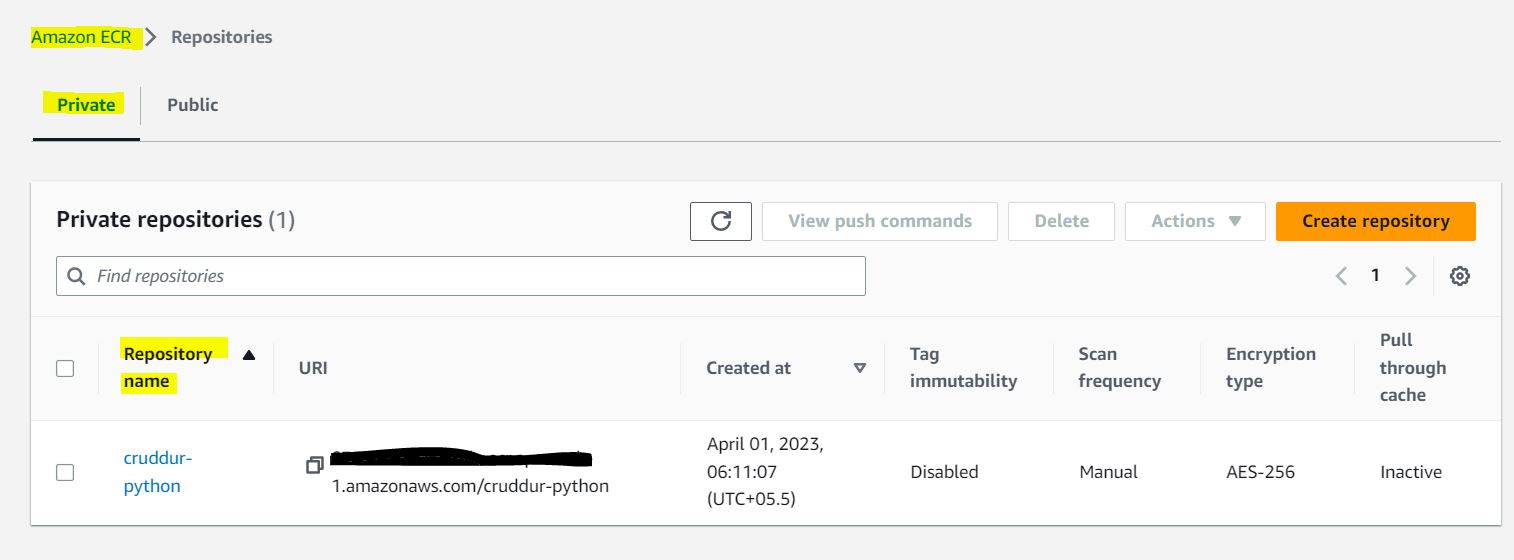 Amazon ECR > Repositories
Private Public
Private repositories (1)
View push commands Delete Actions Create repository
Find repositories
1
Repository name URI Created at Tag immutability Scan frequency Encryption type Pull through cache
cruddur-python 1.amazonaws.com/cruddur-python April 01, 2023, 06:11:07 (UTC+05.5) Disabled Manual AES-256 Inactive